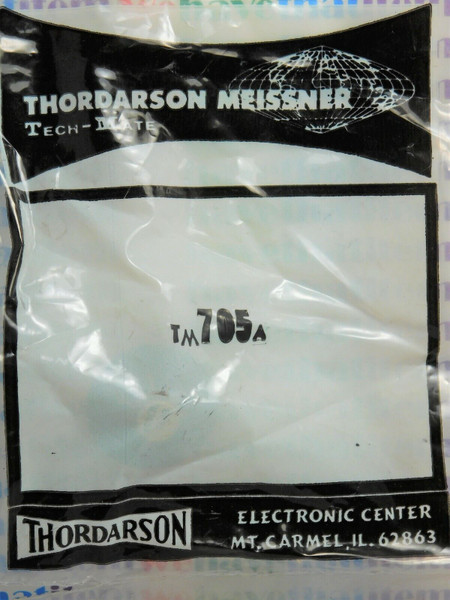 THORDARSON MEISSNER
TECH-MATE
TM705A
THORDARSON
ELECTRONIC CENTER
MT, CARMEL, IL. 62863